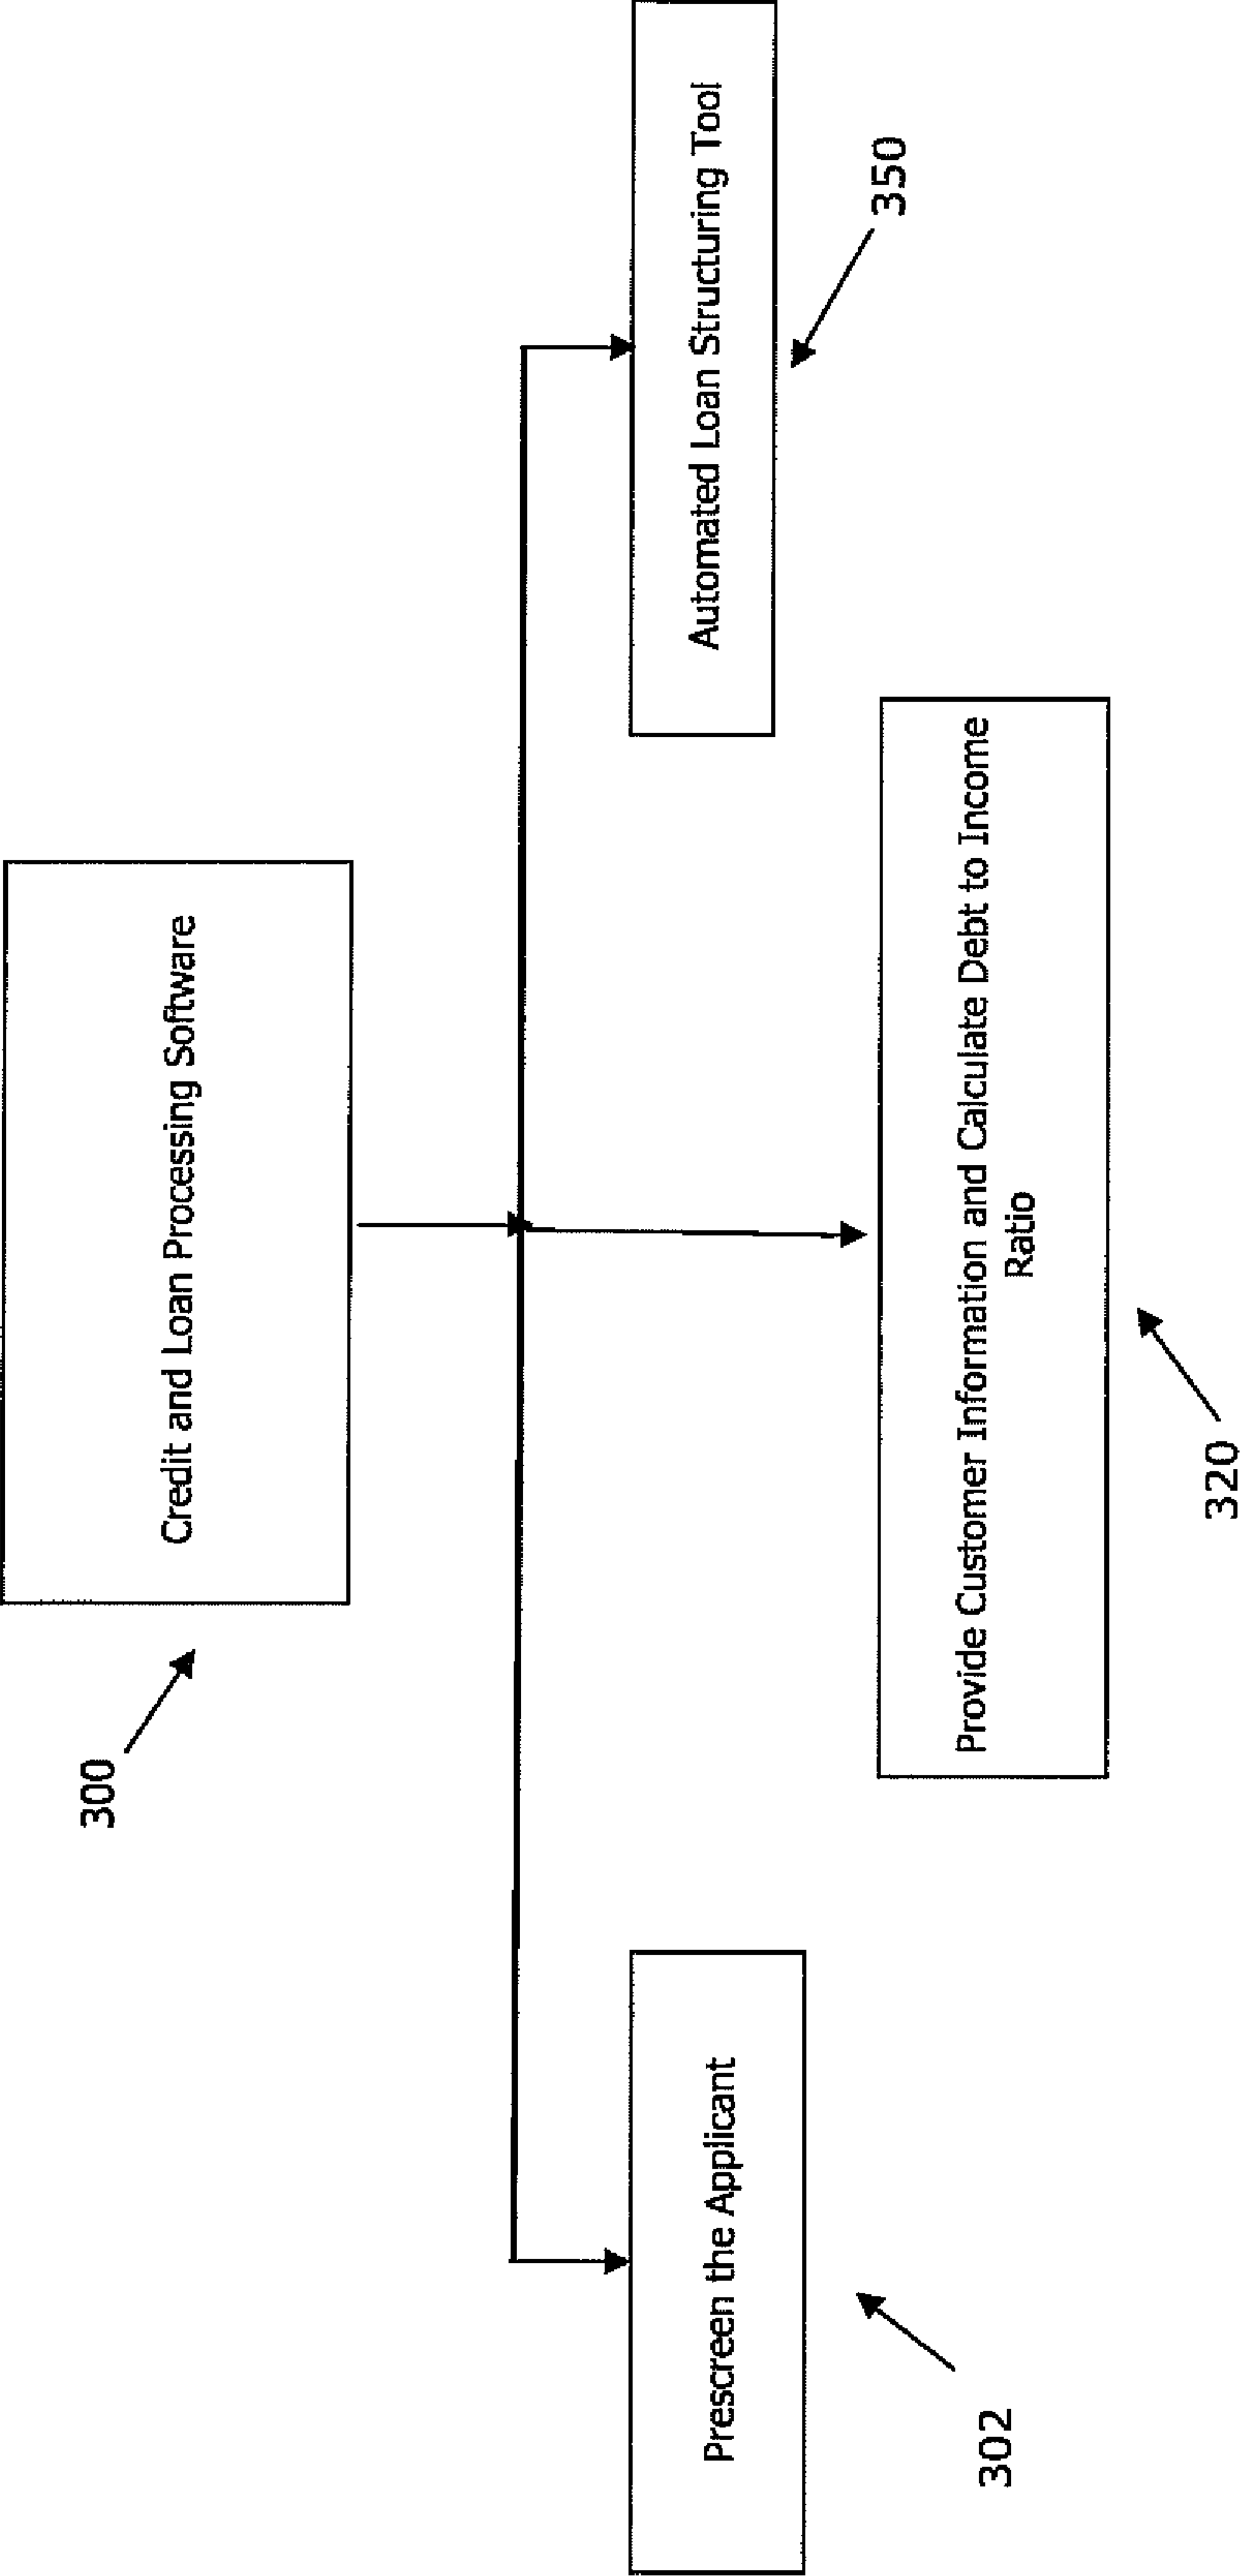 Credit and Loan Processing Software
300
Prescreen the Applicant
302
Provide Customer Information and Calculate Debt to Income
Ratio
320
Automated Loan Structuring Tool
350